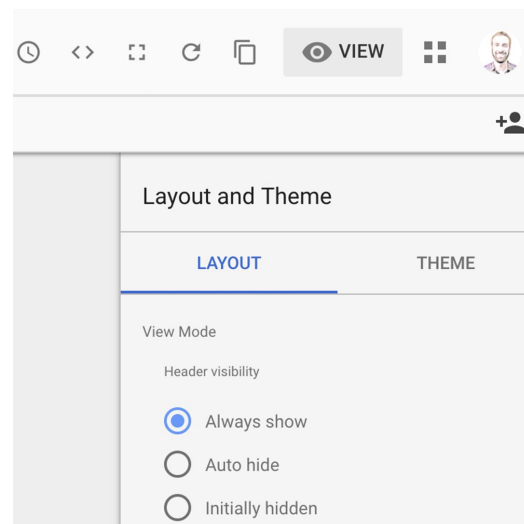 VIEW
Layout and Theme
LAYOUT THEME
View Mode
Header visibility
Always show
Auto hide
Initially hidden